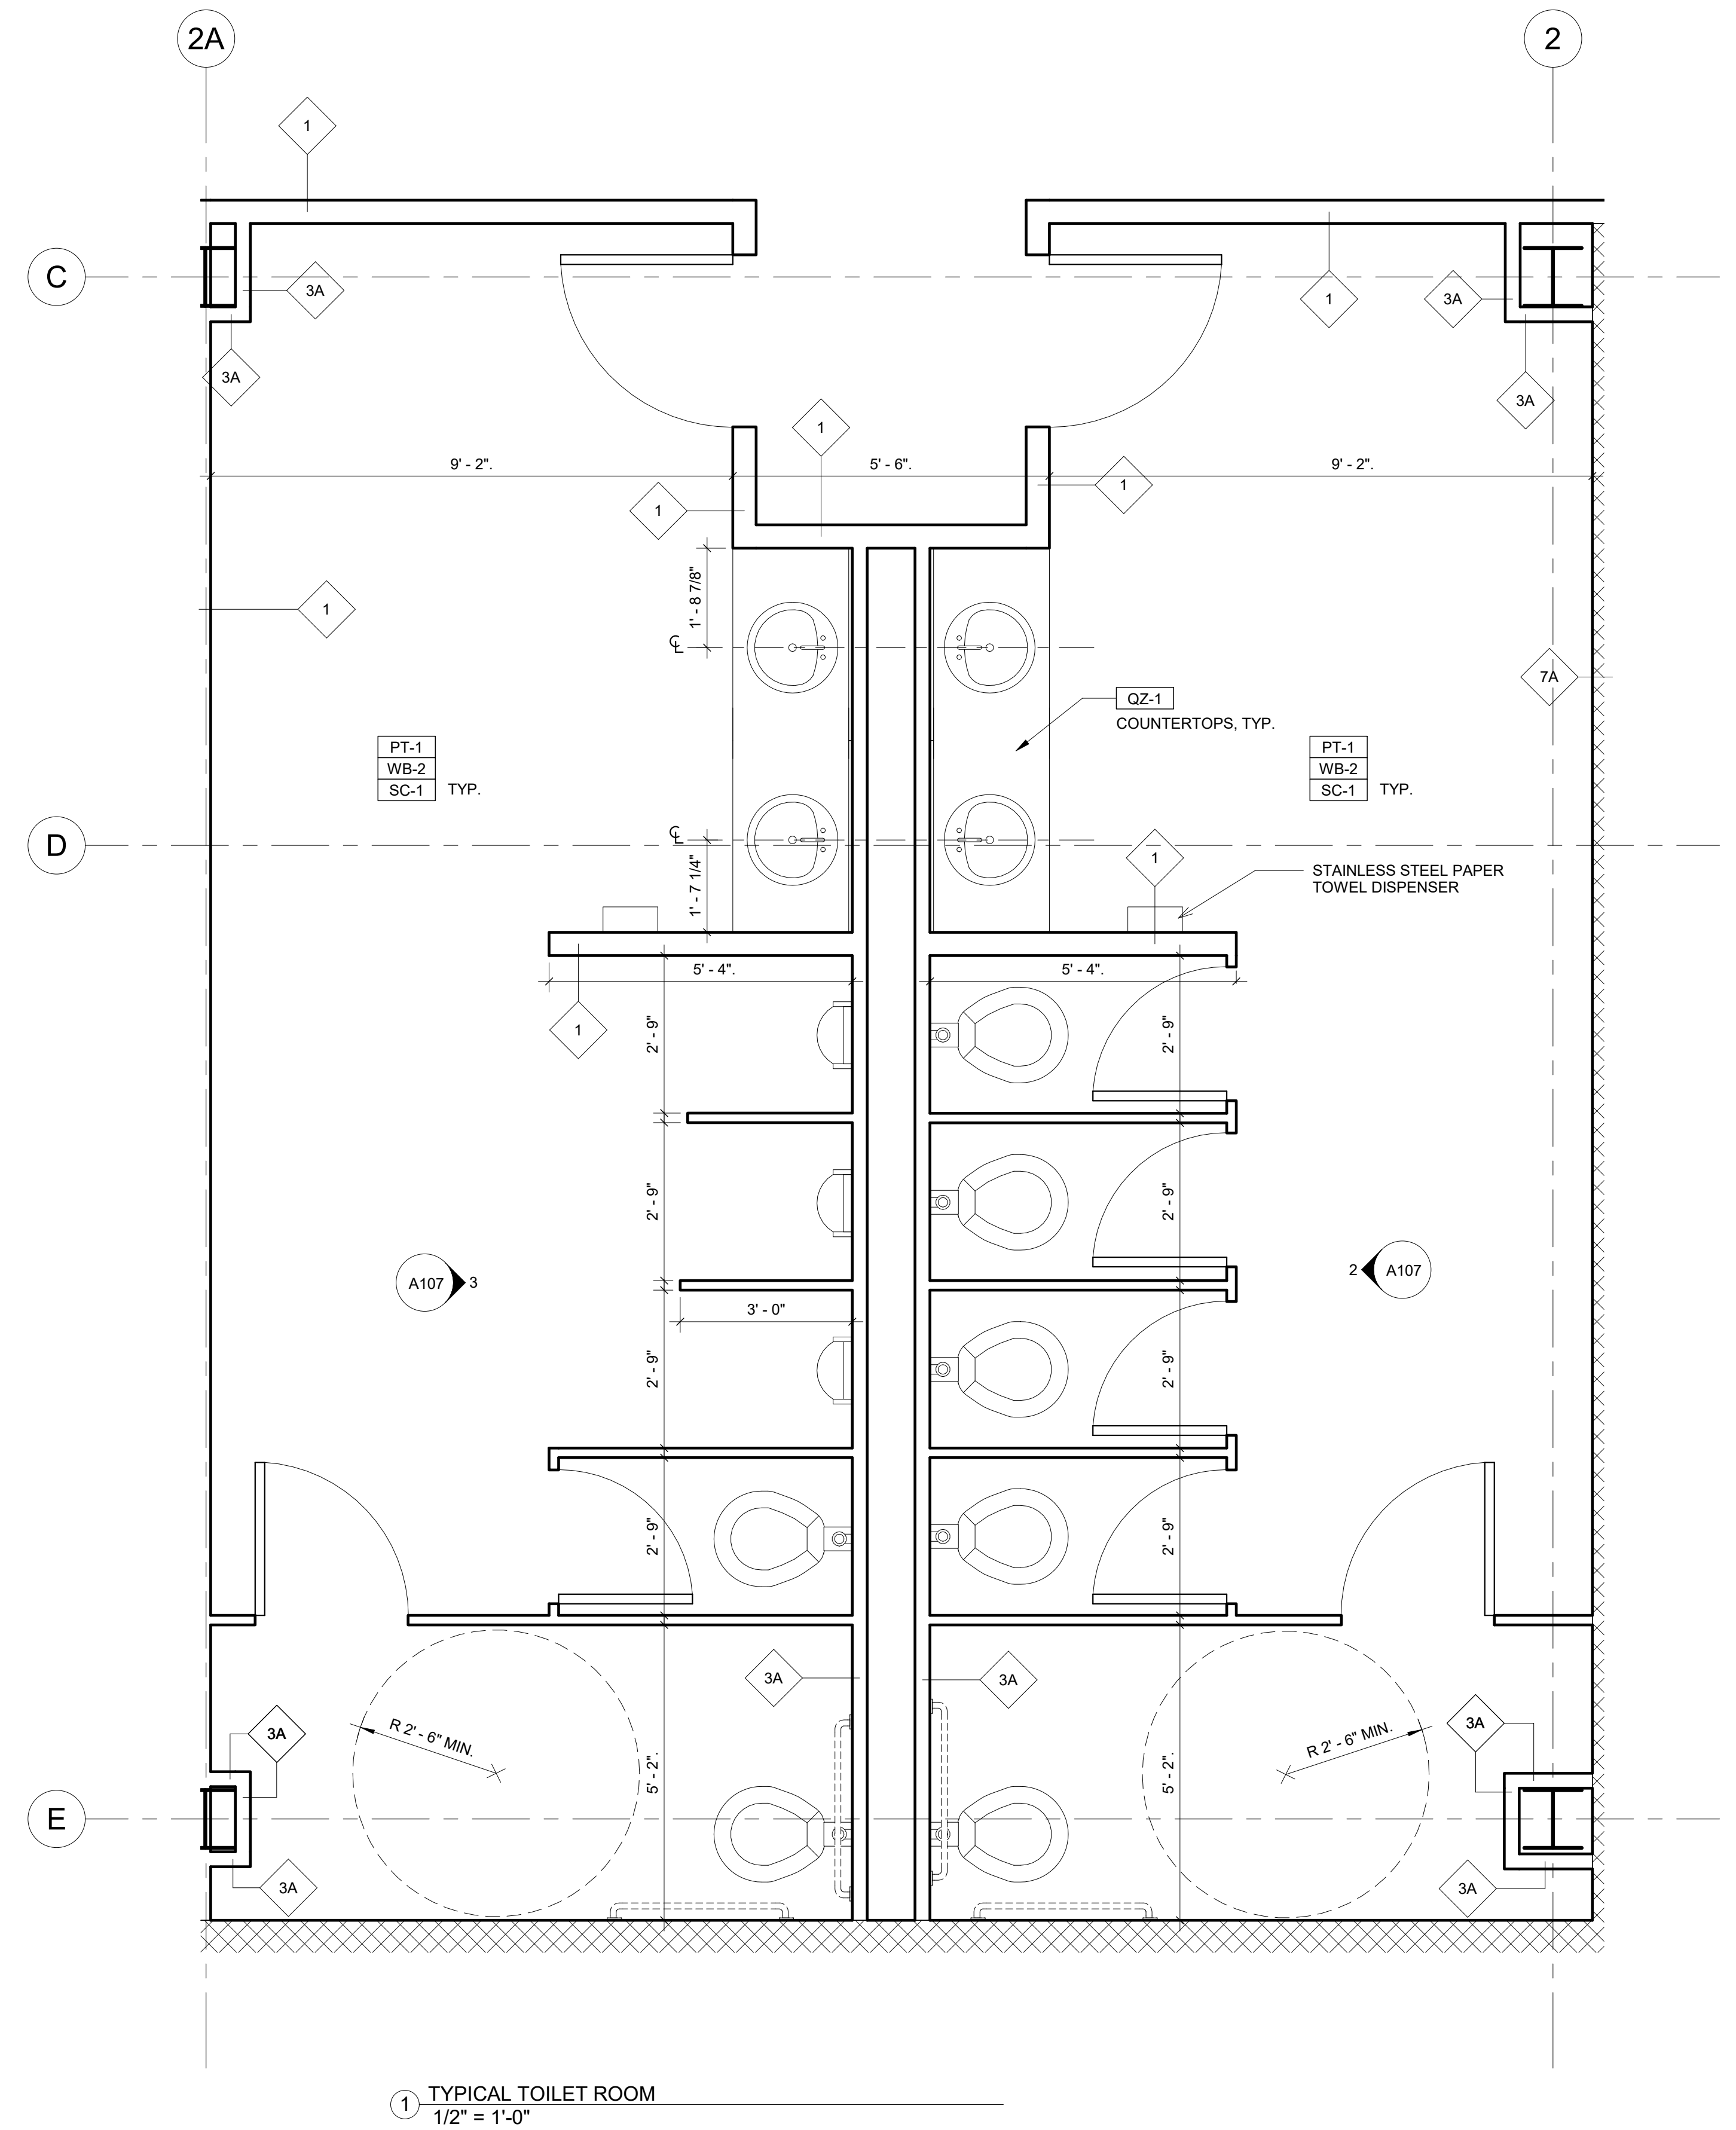 2A
2
1
C
3A
3A
1
3A
3A
1
9' - 2".
5' - 6".
9' - 2".
1
1
1' - 8 7/8"
CL
1
7A
QZ-1
COUNTERTOPS, TYP.
PT-1
WB-2
SC-1 TYP.
PT-1
WB-2
SC-1 TYP.
CL
D
1' - 7 1/4"
1
STAINLESS STEEL PAPER
TOWEL DISPENSER
5' - 4".
5' - 4".
1
2' - 9"
2' - 9"
2' - 9"
2' - 9"
A107 3
2 A107
3' - 0"
2' - 9"
2' - 9"
2' - 9"
2' - 9"
3A
3A
3A
R 2' - 6" MIN.
R 2' - 6" MIN.
3A
5' - 2".
5' - 2".
E
3A
3A
1 TYPICAL TOILET ROOM
1/2" = 1'-0"